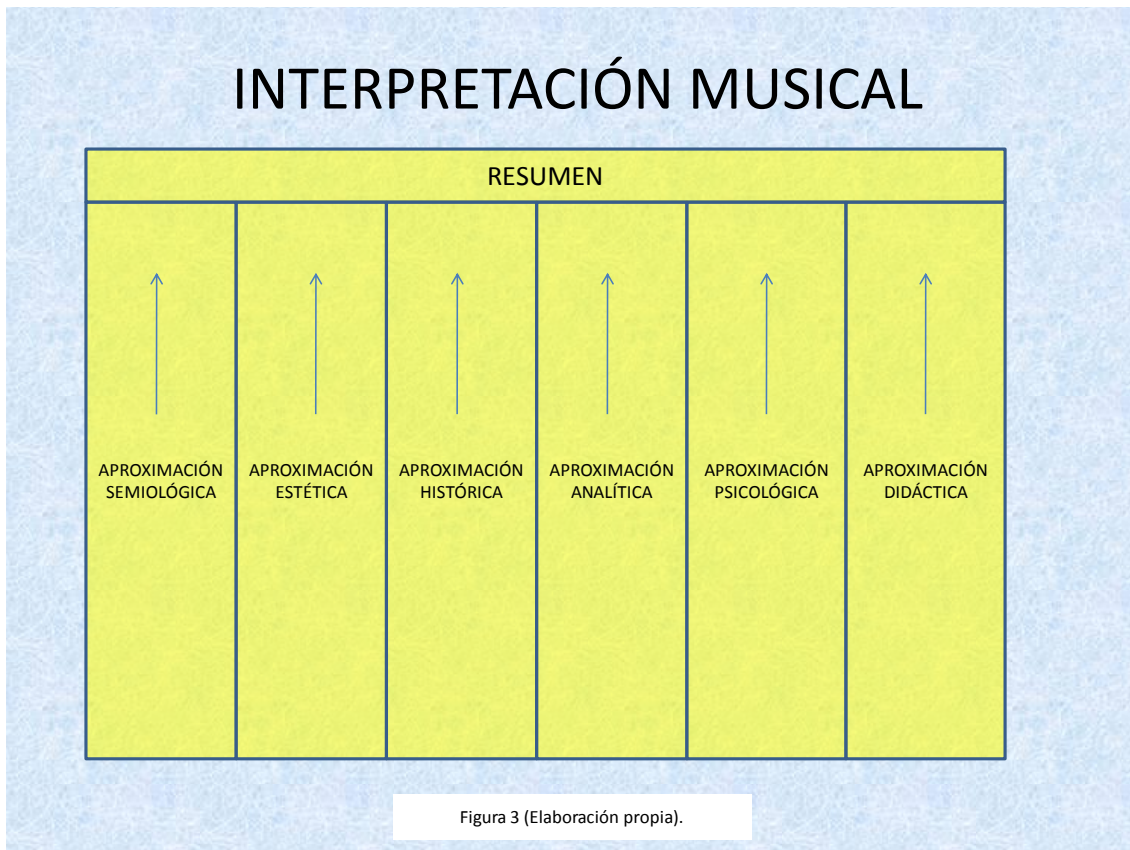 INTERPRETACIÓN MUSICAL
RESUMEN
APROXIMACIÓN
SEMIOLÓGICA
APROXIMACIÓN
ESTÉTICA
APROXIMACIÓN
HISTÓRICA
APROXIMACIÓN
ANALÍTICA
APROXIMACIÓN
PSICOLÓGICA
APROXIMACIÓN
DIDÁCTICA
Figura 3 (Elaboración propia).